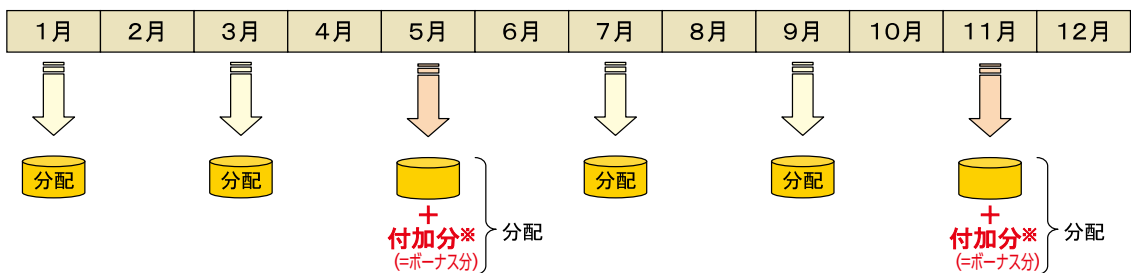 1月 2月 3月 4月 5月 6月 7月 8月 9月 10月 11月 12月
分配 分配 分配 分配
＋
付加分※
(=ボーナス分)
分配
＋
付加分※
(=ボーナス分)
分配